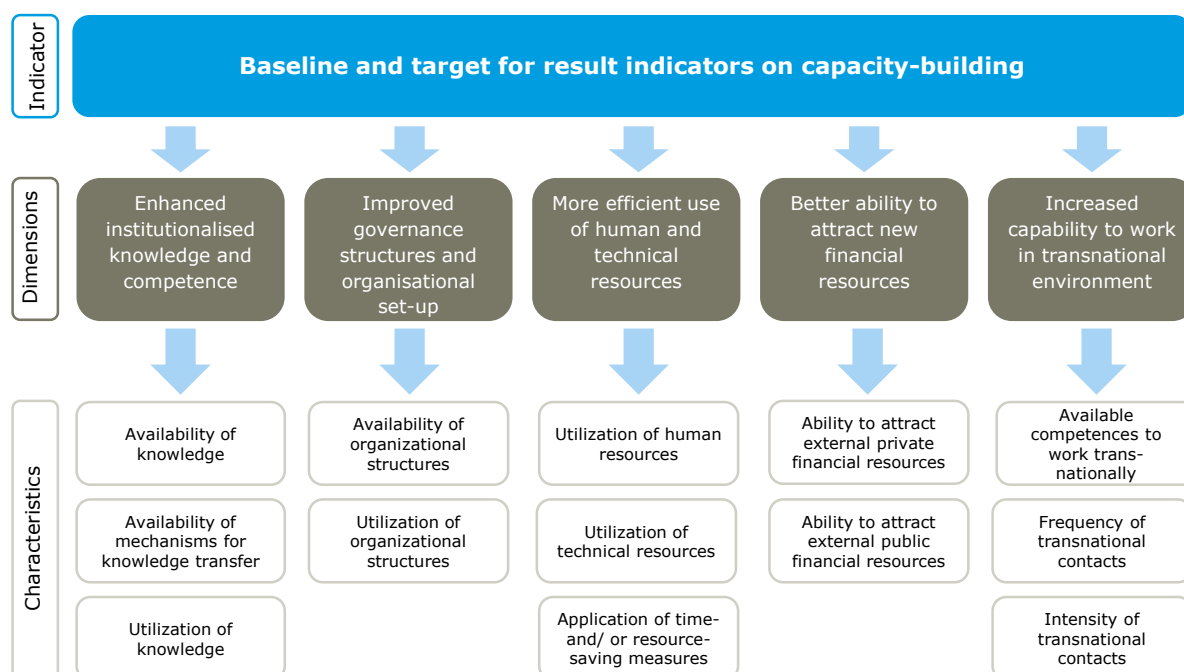 Indicator
Baseline and target for result indicators on capacity-building
Dimensions
Enhanced
institutionalised
knowledge and
competence
Improved
governance
structures and
organisational
set-up
More efficient use
of human and
technical
resources
Better ability to
attract new
financial
resources
Increased
capability to work
in transnational
environment
Characteristics
Availability of
knowledge
Availability of
organizational
structures
Utilization of human
resources
Ability to attract
external private
financial resources
Available
competences to
work trans-
nationally
Availability of
mechanisms for
knowledge transfer
Utilization of
organizational
structures
Utilization of
technical resources
Ability to attract
external public
financial resources
Frequency of
transnational
contacts
Utilization of
knowledge
Application of time-
and/ or resource-
saving measures
Intensity of
transnational
contacts